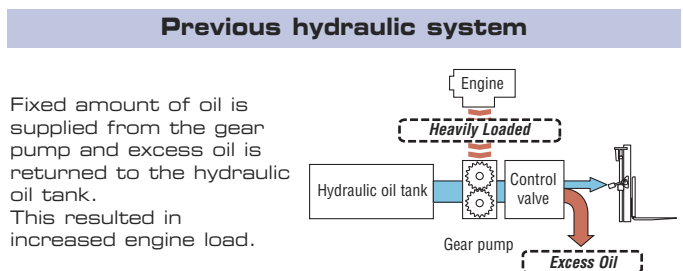 Previous hydraulic system
Fixed amount of oil is
supplied from the gear
pump and excess oil is
returned to the hydraulic
oil tank.
This resulted in
increased engine load.
Engine
Heavily Loaded
Hydraulic oil tank
Control
valve
Gear pump
Excess Oil